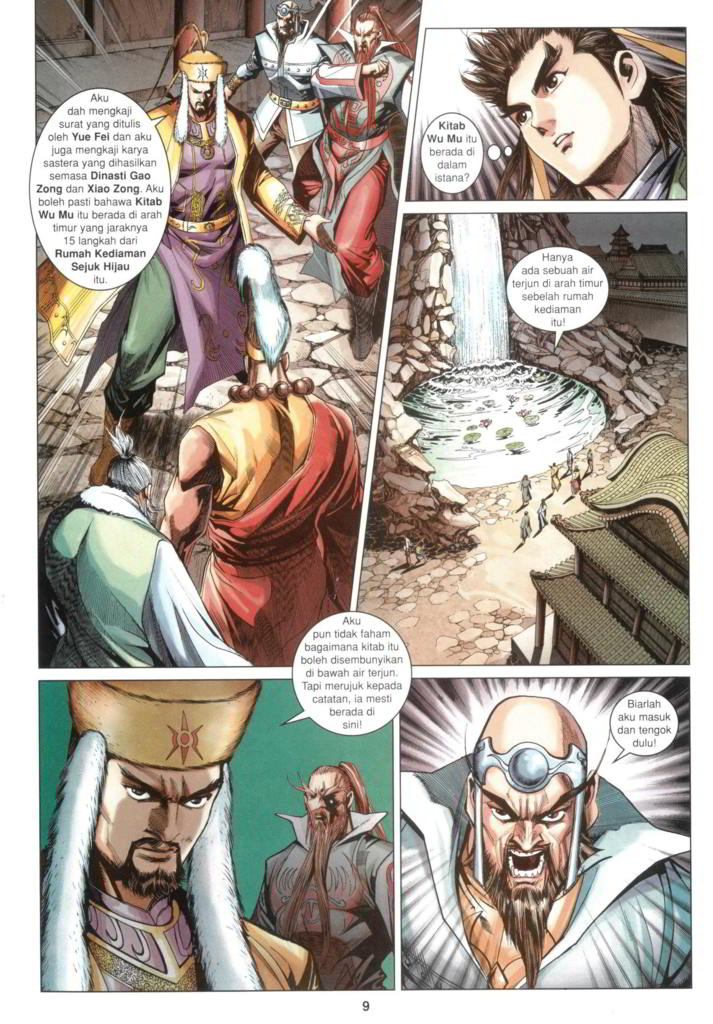 Aku
dah mengkaji
surat yang ditulis
oleh Yue Fei dan aku
juga mengkaji karya
sastera yang dihasilkan
semasa Dinasti Gao
Zong dan Xiao Zong. Aku
boleh pasti bahawa Kitab
Wu Mu itu berada di arah
timur yang jaraknya
15 langkah dari
Rumah Kediaman
Sejuk Hijau
itu.
Kitab
Wu Mu itu
berada di
dalam
istana?
Hanya
ada sebuah air
terjun di arah timur
sebelah rumah
kediaman
itu!
Aku
pun tidak faham
bagaimana kitab itu
boleh disembunyikan
di bawah air terjun.
Tapi merujuk kepada
catatan, ia mesti
berada di
sini!
Biarlah
aku masuk
dan tengok
dulu!
9